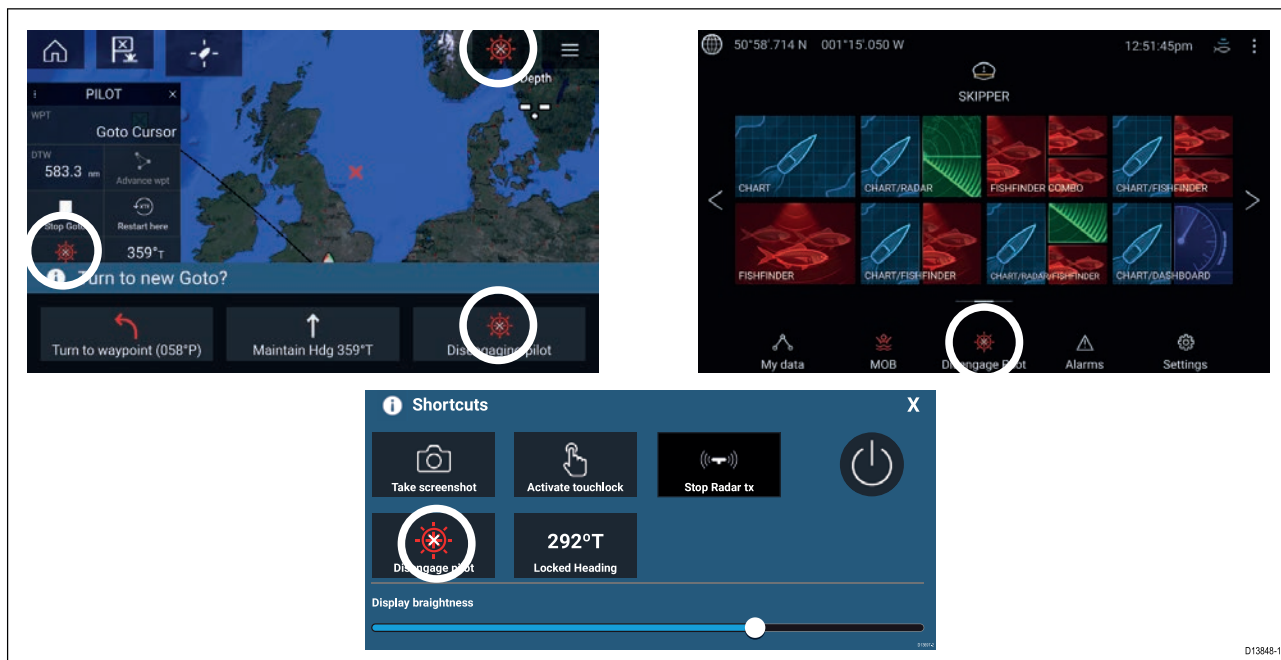 Depth
PILOT ×
WPT
Goto Cursor
DTW
583.3 nm
Advance wpt
Stop Goto
Restart here
359°T
Turn to new Goto?
Turn to waypoint (058°P)
Maintain Hdg 359°T
Disengaging pilot
50°58'.714 N 001°15'.050 W
12:51:45pm
SKIPPER
CHART
CHART/RADAR
FISHFINDER COMBO
CHART/FISHFINDER
FISHFINDER
CHART/FISHFINDER
CHART/RADAR/FISHFINDER
CHART/DASHBOARD
My data
MOB
Disengage Pilot
Alarms
Settings
Shortcuts X
Take screenshot
Activate touchlock
Stop Radar tx
Disengage pilot
292°T
Locked Heading
Display braightness
D13848-1